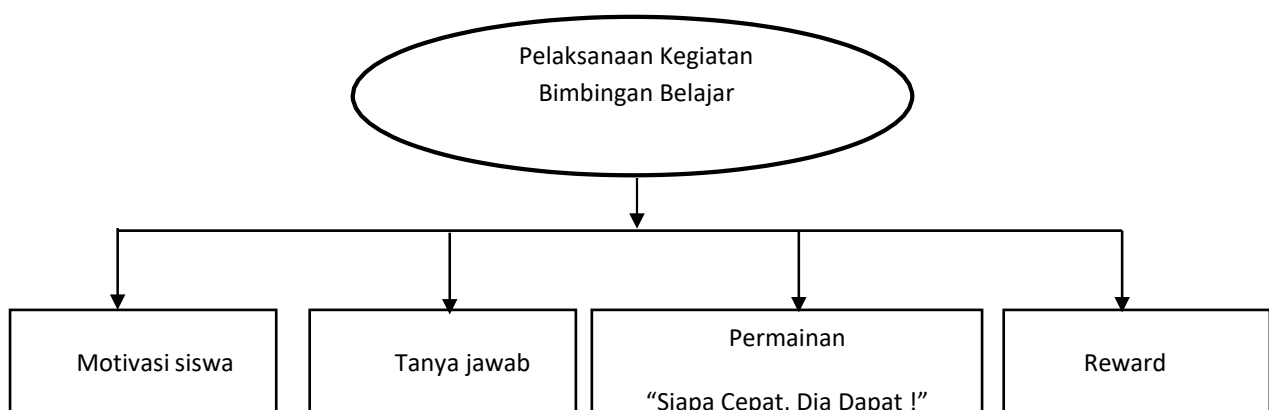 Pelaksanaan Kegiatan
Bimbingan Belajar
Motivasi siswa
Tanya jawab
Permainan
“Siapa Cepat, Dia Dapat !”
Reward